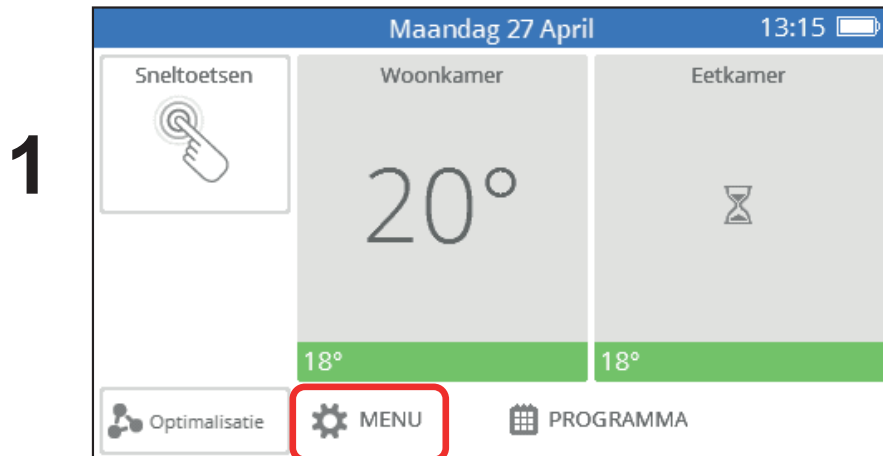 1
Maandag 27 April 13:15
Sneltoetsen
Woonkamer
Eetkamer
20°
18°
18°
Optimalisatie
MENU
PROGRAMMA